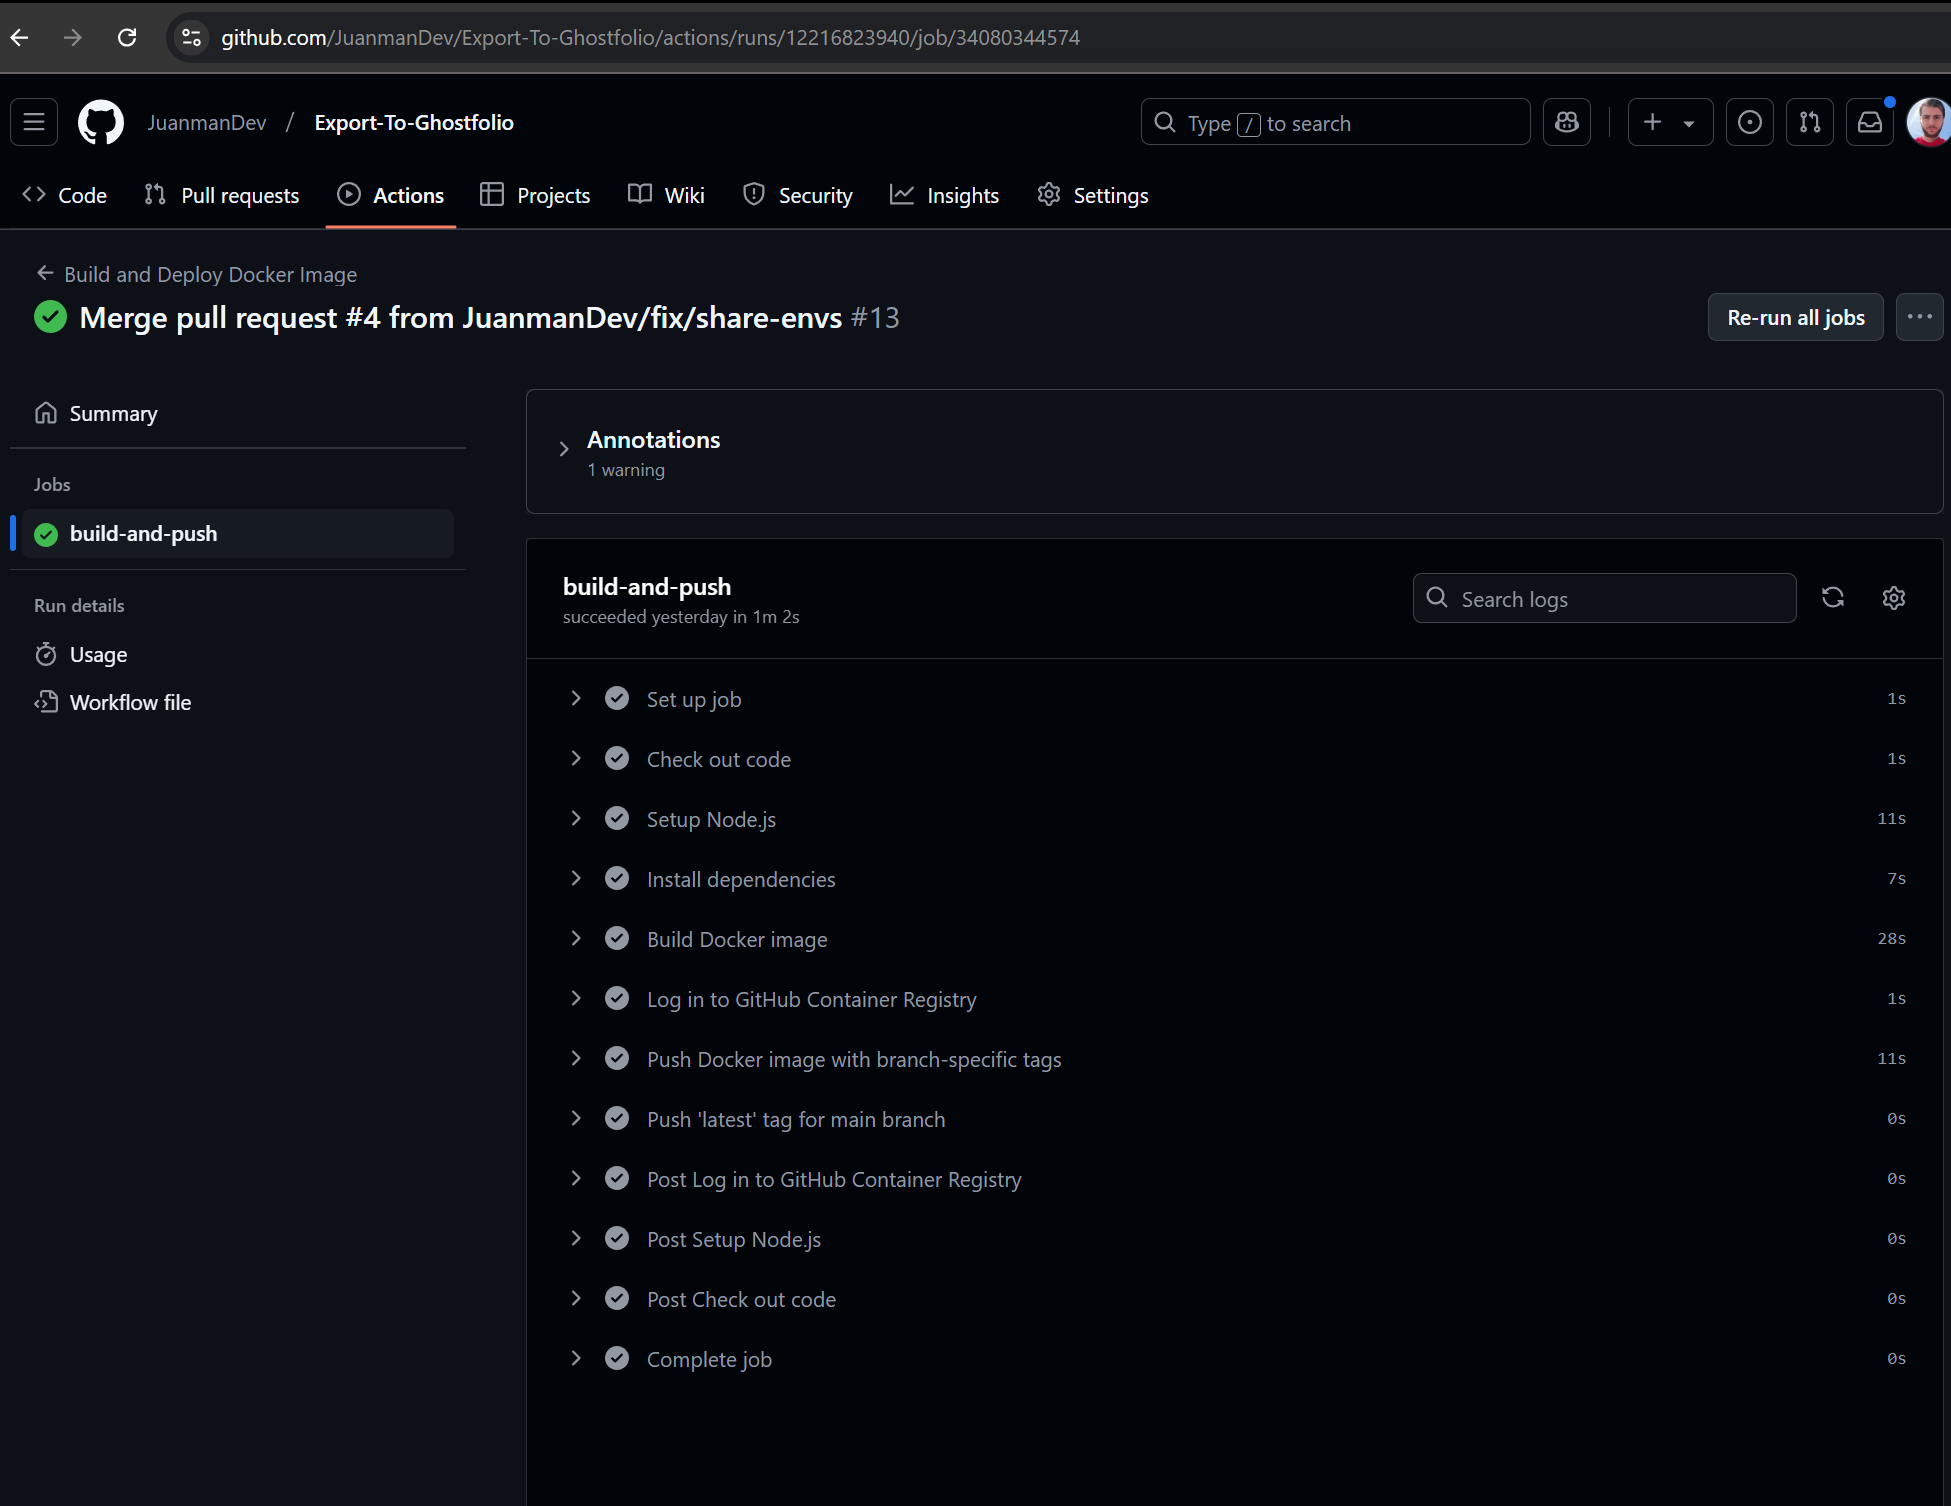 github.com/JuanmanDev/Export-To-Ghostfolio/actions/runs/12216823940/job/34080344574
JuanmanDev / Export-To-Ghostfolio
Type / to search
Code
Pull requests
Actions
Projects
Wiki
Security
Insights
Settings
Build and Deploy Docker Image
Merge pull request #4 from JuanmanDev/fix/share-envs #13
Re-run all jobs
Summary
Jobs
build-and-push
Run details
Usage
Workflow file
Annotations
1 warning
build-and-push
succeeded yesterday in 1m 2s
Search logs
Set up job 1s
Check out code 1s
Setup Node.js 11s
Install dependencies 7s
Build Docker image 28s
Log in to GitHub Container Registry 1s
Push Docker image with branch-specific tags 11s
Push 'latest' tag for main branch 0s
Post Log in to GitHub Container Registry 0s
Post Setup Node.js 0s
Post Check out code 0s
Complete job 0s